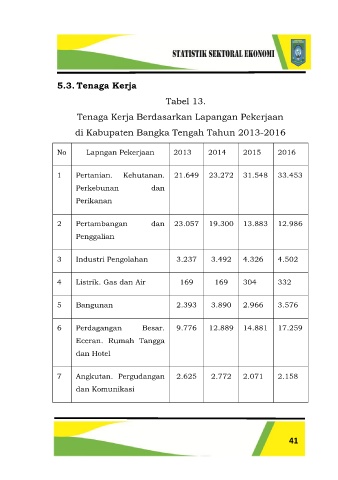 STATISTIK SEKTORAL EKONOMI
5.3. Tenaga Kerja
Tabel 13.
Tenaga Kerja Berdasarkan Lapangan Pekerjaan
di Kabupaten Bangka Tengah Tahun 2013-2016
No Lapngan Pekerjaan 2013 2014 2015 2016
1 Pertanian. Kehutanan. 21.649 23.272 31.548 33.453
Perkebunan dan
Perikanan
2 Pertambangan dan 23.057 19.300 13.883 12.986
Penggalian
3 Industri Pengolahan 3.237 3.492 4.326 4.502
4 Listrik. Gas dan Air 169 169 304 332
5 Bangunan 2.393 3.890 2.966 3.576
6 Perdagangan Besar. 9.776 12.889 14.881 17.259
Eceran. Rumah Tangga
dan Hotel
7 Angkutan. Pergudangan 2.625 2.772 2.071 2.158
dan Komunikasi
41